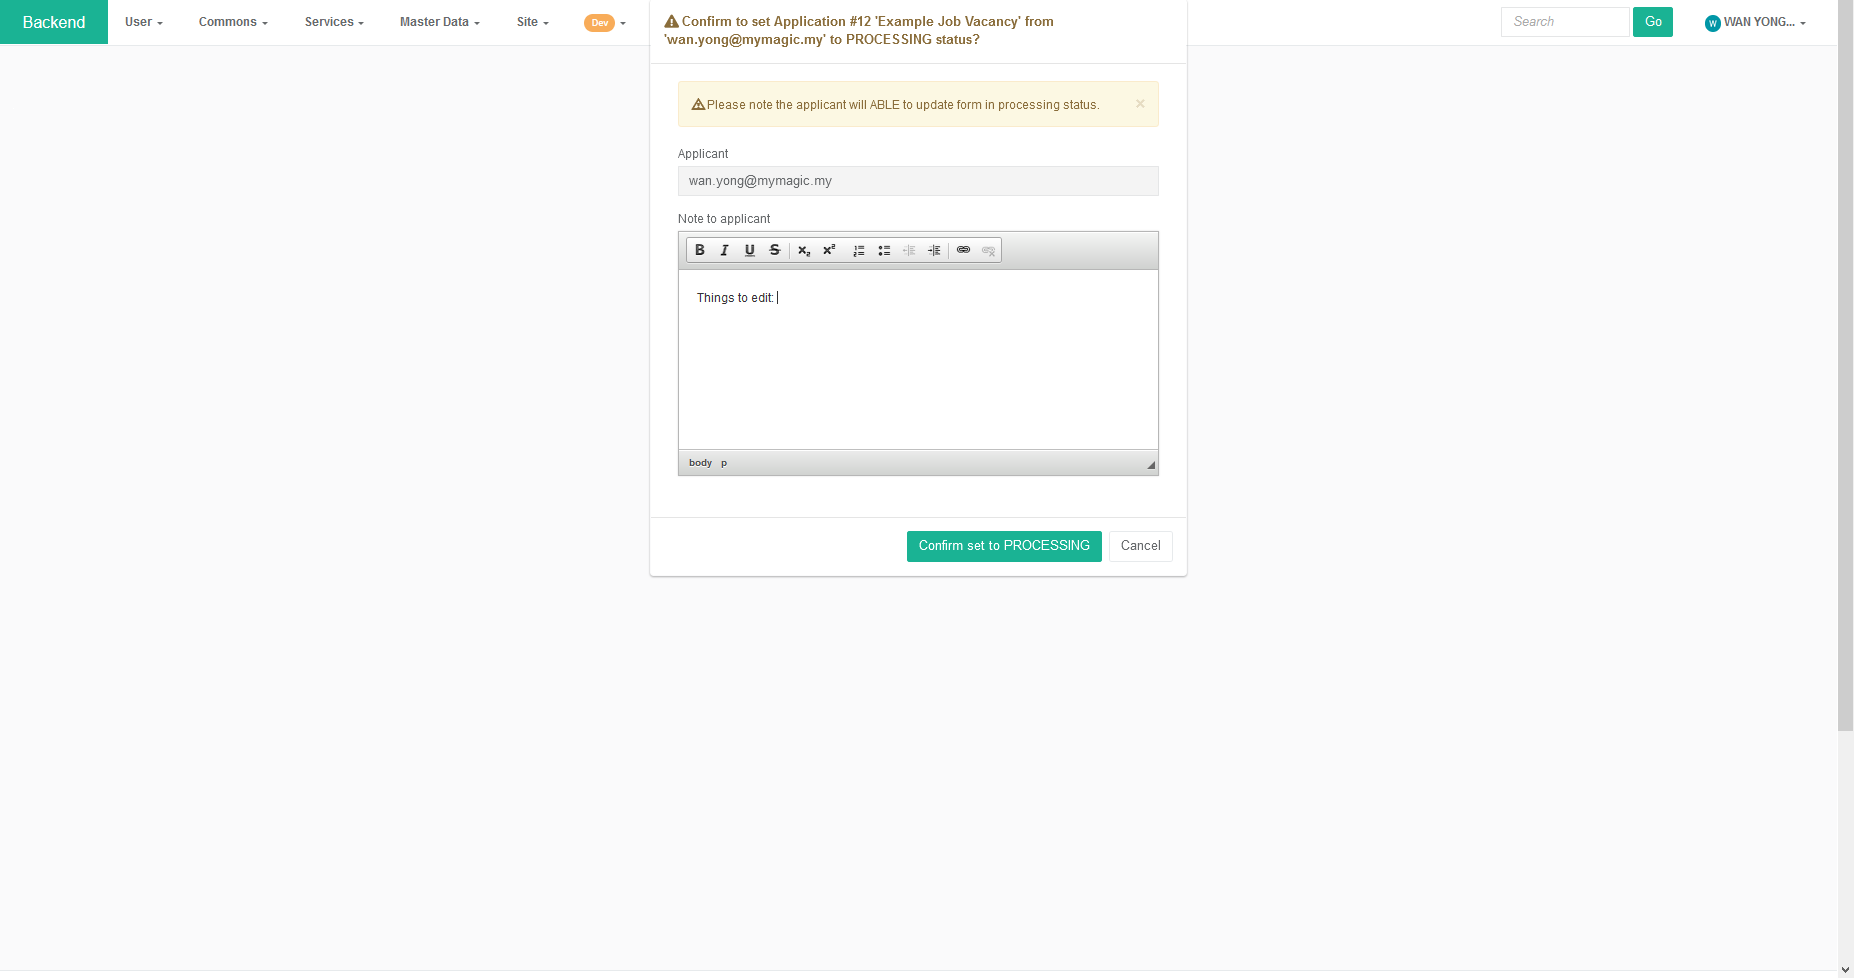 Backend User Commons Services Master Data Site Dev Search Go W WAN YONG...
Confirm to set Application #12 'Example Job Vacancy' from
'wan.yong@mymagic.my' to PROCESSING status?
Please note the applicant will ABLE to update form in processing status. ×
Applicant
wan.yong@mymagic.my
Note to applicant
B I U S x₂ x²
Things to edit:
body p
Confirm set to PROCESSING Cancel